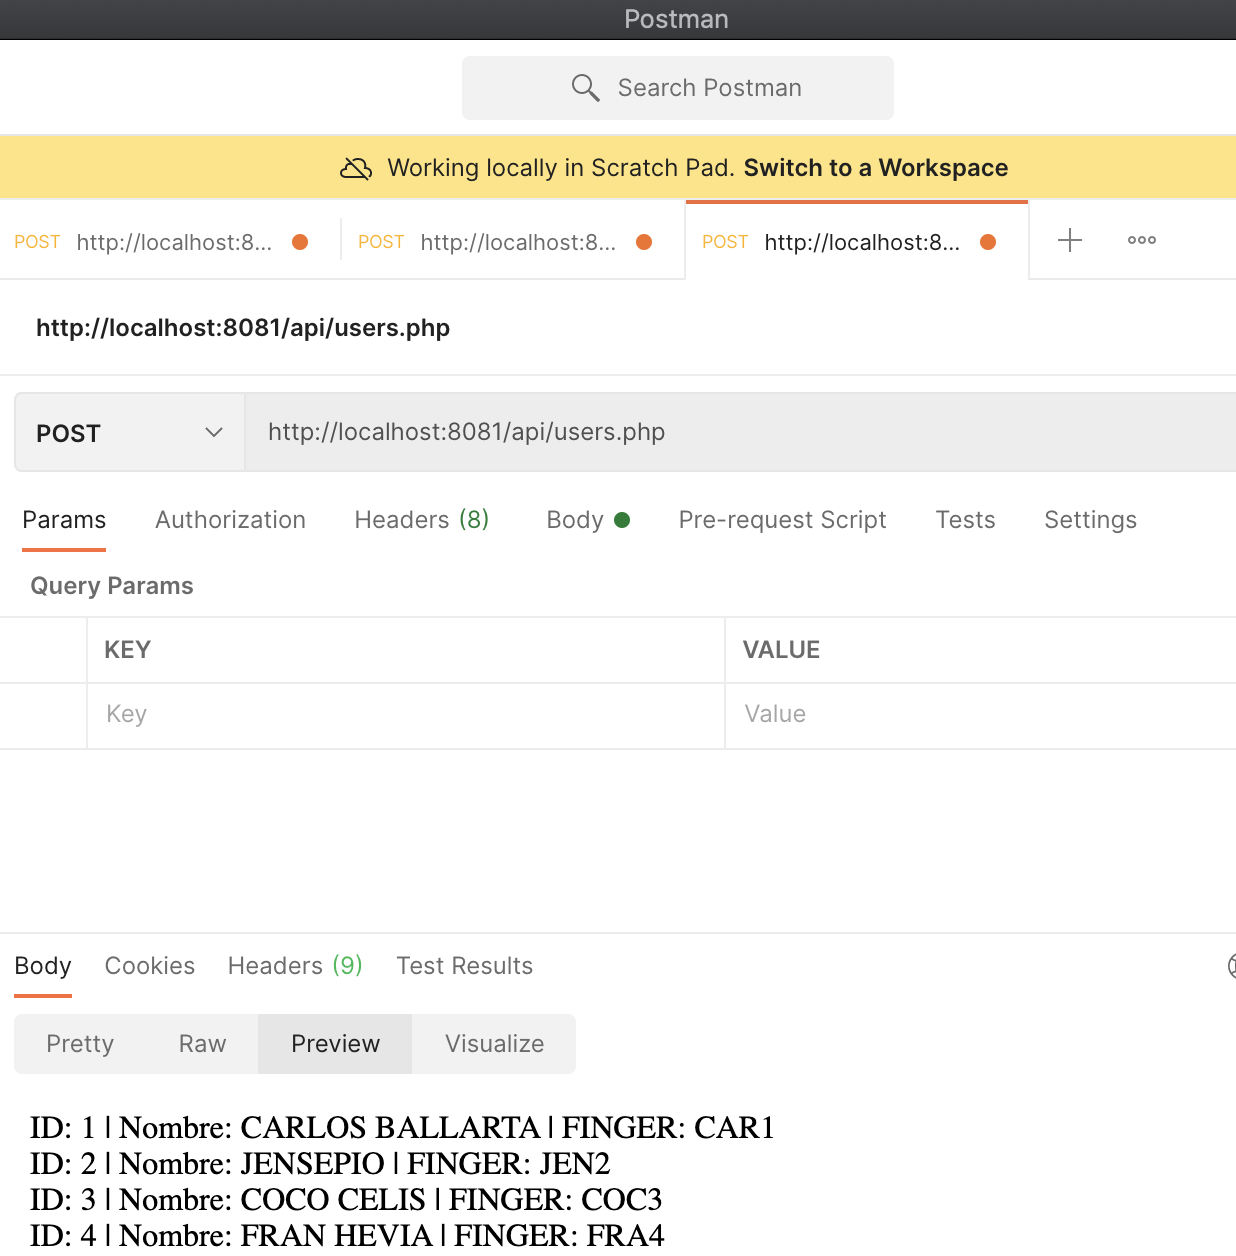 Postman
Search Postman
Working locally in Scratch Pad. Switch to a Workspace
POST http://localhost:8... POST http://localhost:8... POST http://localhost:8...
http://localhost:8081/api/users.php
POST http://localhost:8081/api/users.php
Params Authorization Headers (8) Body Pre-request Script Tests Settings
Query Params
KEY VALUE
Key Value
Body Cookies Headers (9) Test Results
Pretty Raw Preview Visualize
ID: 1 | Nombre: CARLOS BALLARTA | FINGER: CAR1
ID: 2 | Nombre: JENSEPIO | FINGER: JEN2
ID: 3 | Nombre: COCO CELIS | FINGER: COC3
ID: 4 | Nombre: FRAN HEVIA | FINGER: FRA4